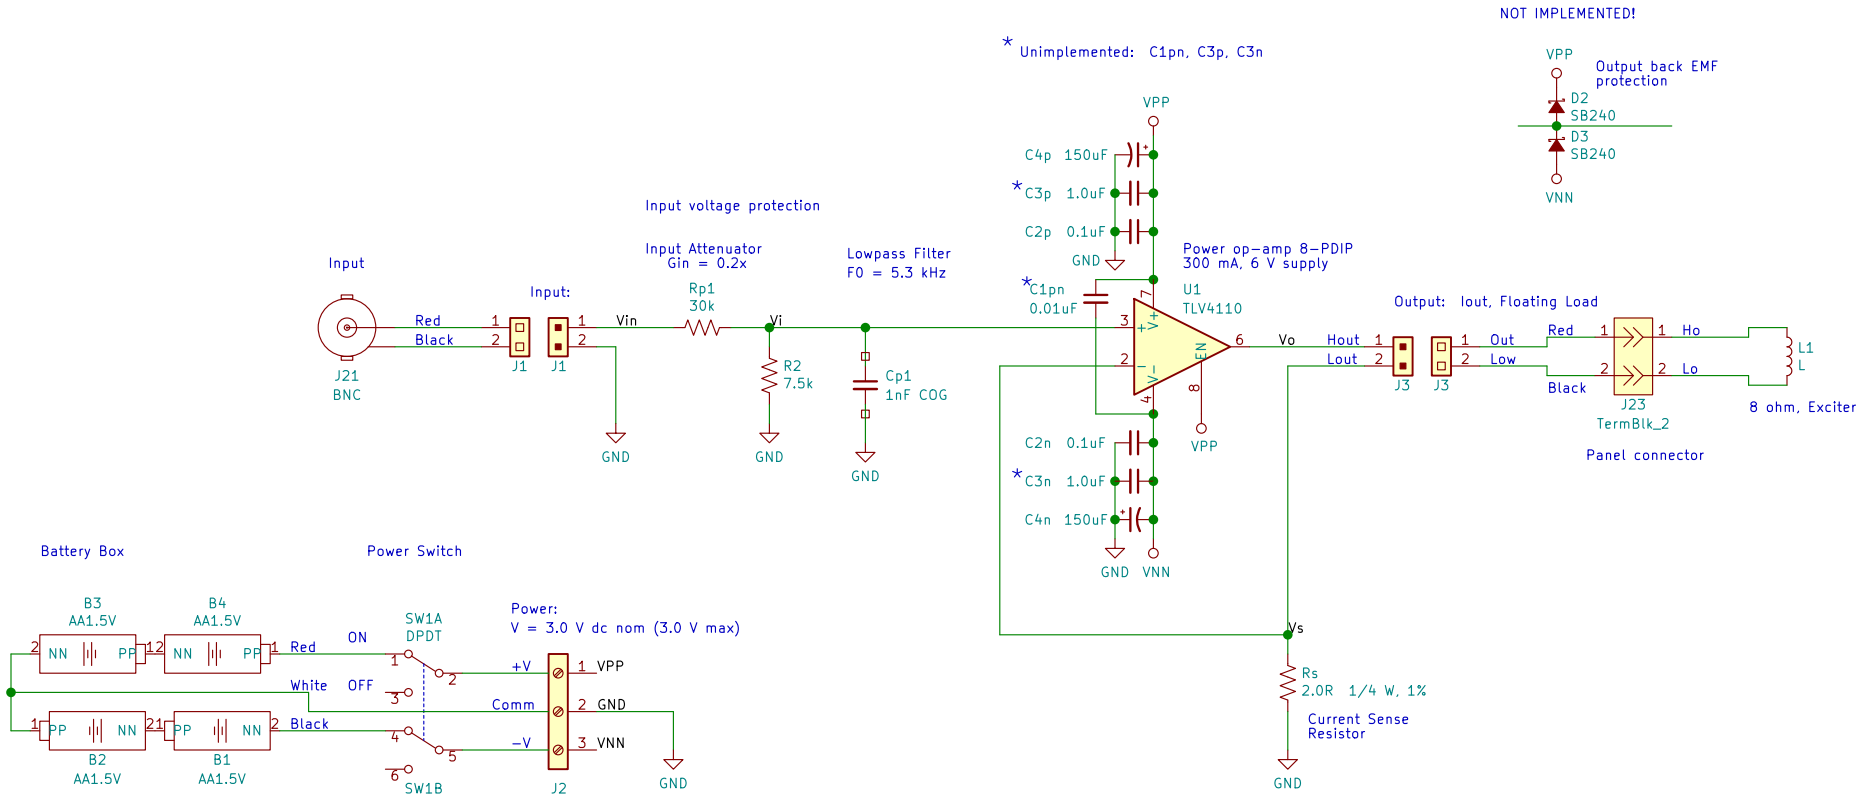 NOT IMPLEMENTED!
* Unimplemented: C1pn, C3p, C3n
VPP
Output back EMF
protection
D2
SB240
D3
SB240
VNN
VPP
C4p 150uF
+
* C3p 1.0uF
C2p 0.1uF
GND
Input voltage protection
Input Attenuator
Gin = 0.2x
Rp1
30k
Lowpass Filter
F0 = 5.3 kHz
Power op-amp 8-PDIP
300 mA, 6 V supply
U1
TLV4110
* C1pn
0.01uF
Input
Input:
Red
Black
1
2
J1
1
2
J1
J21
BNC
Vin
Vi
R2
7.5k
Cp1
1nF COG
GND
GND
GND
3
+
2
-
7
V+
V-
4
EN
8
6
VPP
Vo
Output: Iout, Floating Load
Hout
Lout
1
2
J3
1
2
J3
Out
Low
Red
Black
1
2
1
2
J23
TermBlk_2
Panel connector
Ho
Lo
L1
L
8 ohm, Exciter
C2n 0.1uF
* C3n 1.0uF
C4n 150uF
+
GND
VNN
Vs
Rs
2.0R 1/4 W, 1%
Current Sense
Resistor
GND
Battery Box
Power Switch
B3
AA1.5V
B4
AA1.5V
2 NN PP 1
2 NN PP 1
Red
White
Black
ON
OFF
SW1A
DPDT
1
2
3
4
5
6
SW1B
1 PP NN 2
1 PP NN 2
B2
AA1.5V
B1
AA1.5V
Power:
V = 3.0 V dc nom (3.0 V max)
+V
Comm
-V
1 VPP
2 GND
3 VNN
J2
GND